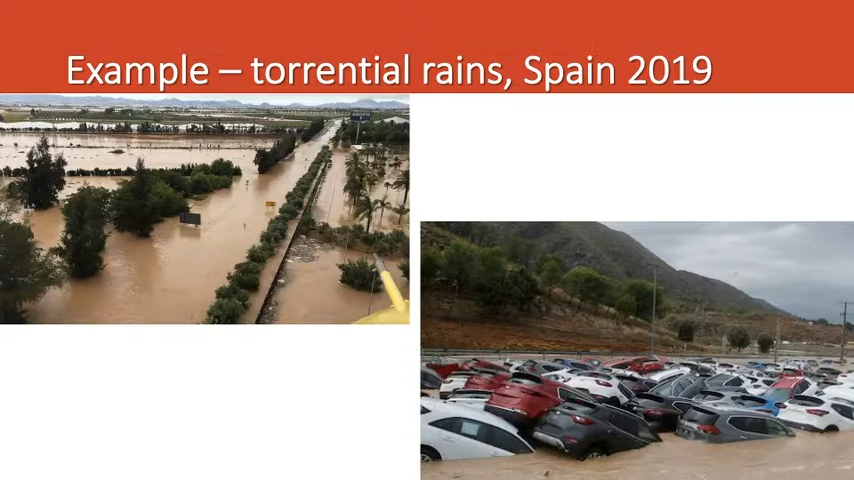 Example – torrential rains, Spain 2019